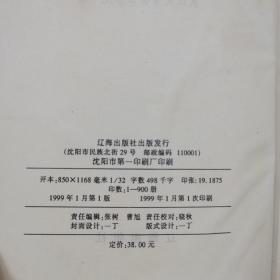 辽海出版社出版发行
(沈阳市民族北街29号 邮政编码 110001)
沈阳市第一印刷厂印刷
开本:850×1168毫米1/32 字数498千字 印张:19.1875
印数:1—900册
1999年1月第1版 1999年1月第1次印刷
责任编辑:张树 曹旭 责任校对:晓秋
封面设计:一丁 版式设计:一丁
定价:38.00元